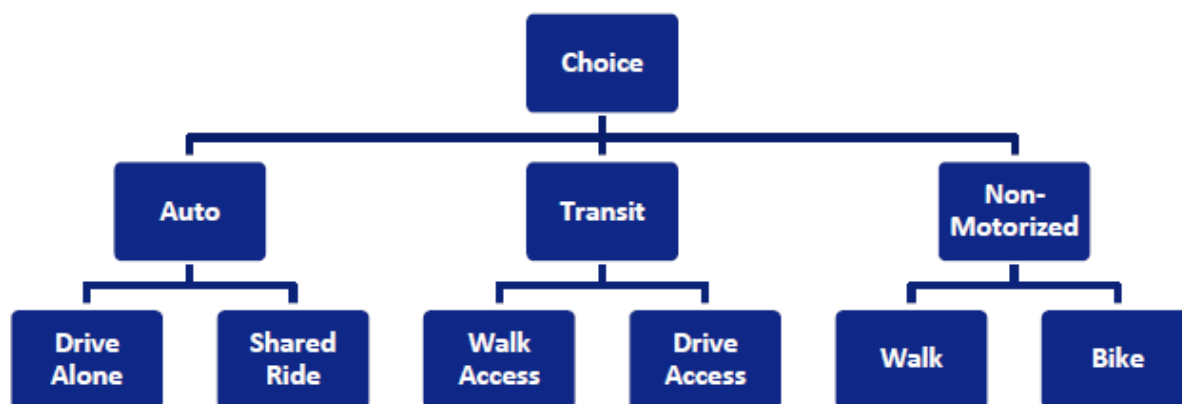 Choice
Auto
Transit
Non-
Motorized
Drive
Alone
Shared
Ride
Walk
Access
Drive
Access
Walk
Bike